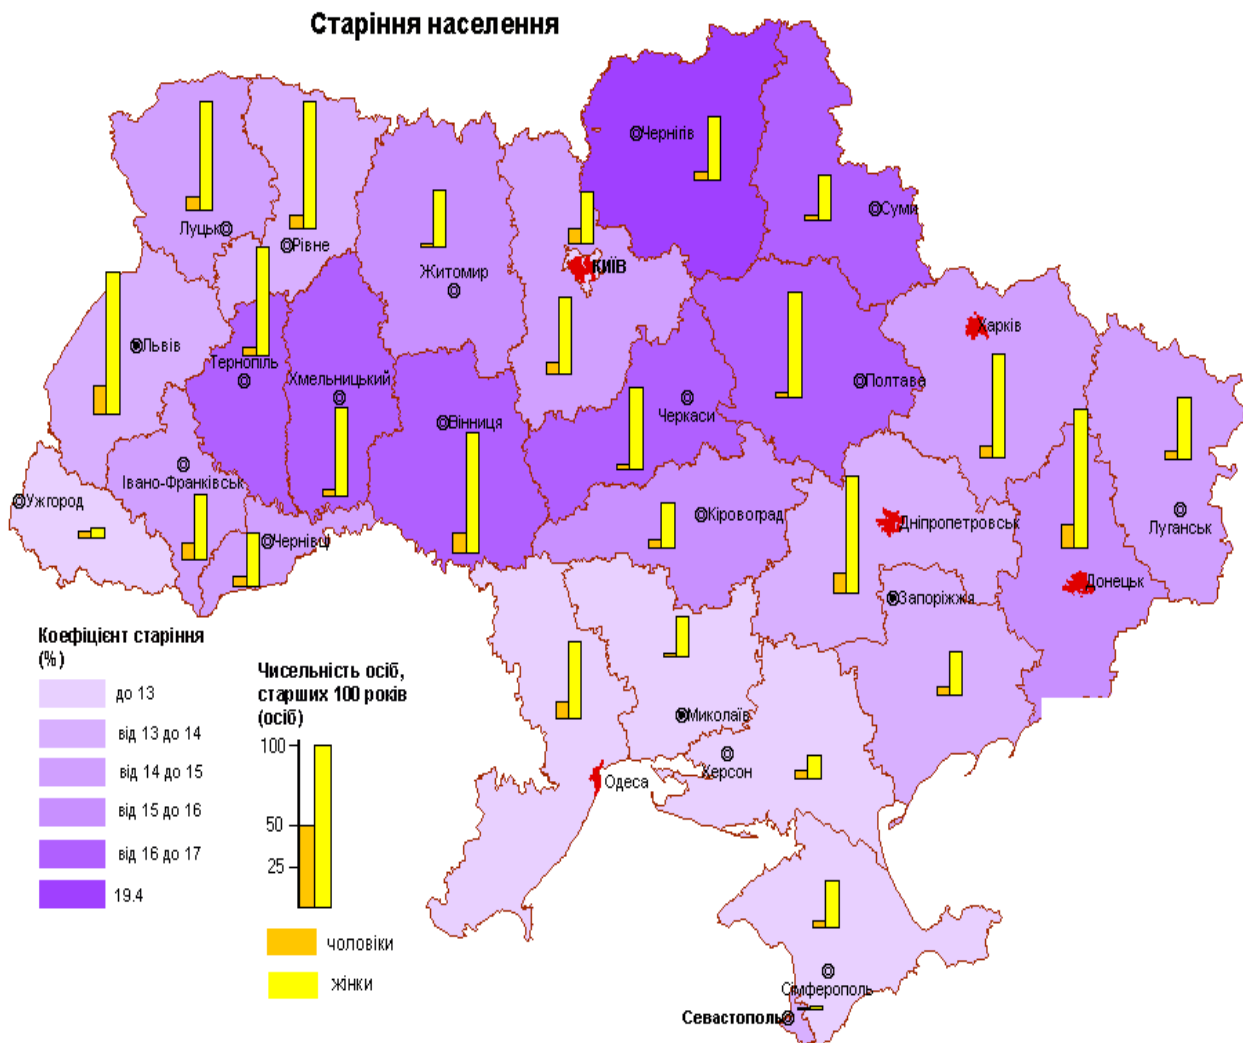 Старіння населення
Чернігів
Суми
Луцьк
Рівне
Житомир
КИЇВ
Харків
Львів
Тернопіль
Хмельницький
Полтава
Черкаси
Вінниця
Івано-Франківськ
Ужгород
Кіровоград
Дніпропетровськ
Луганськ
Чернівці
Донецьк
Запоріжжя
Миколаїв
Херсон
Одеса
Сімферополь
Севастополь
Коефіцієнт старіння
(%)
до 13
від 13 до 14
від 14 до 15
від 15 до 16
від 16 до 17
19.4
Чисельність осіб,
старших 100 років
(осіб)
100
50
25
чоловіки
жінки